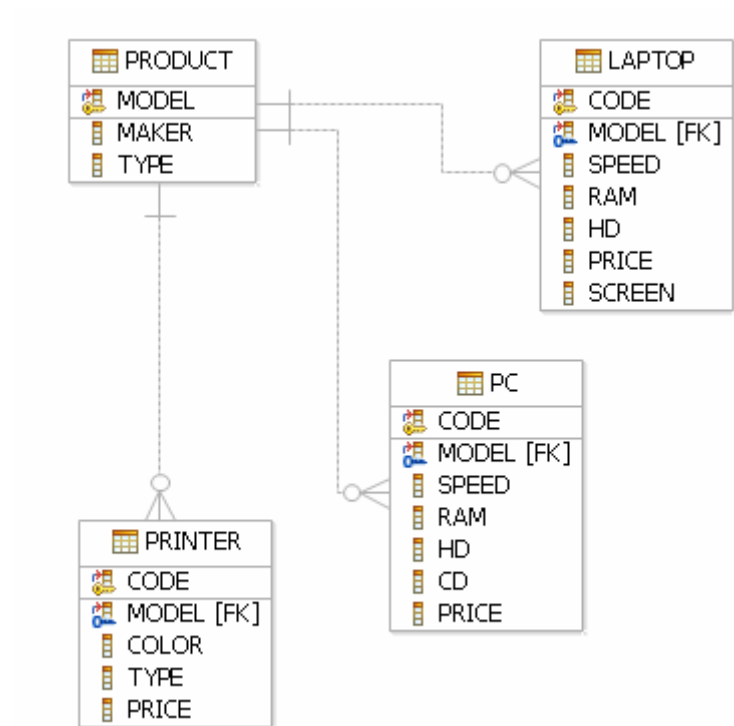 PRODUCT
MODEL
MAKER
TYPE
LAPTOP
CODE
MODEL [FK]
SPEED
RAM
HD
PRICE
SCREEN
PC
CODE
MODEL [FK]
SPEED
RAM
HD
CD
PRICE
PRINTER
CODE
MODEL [FK]
COLOR
TYPE
PRICE